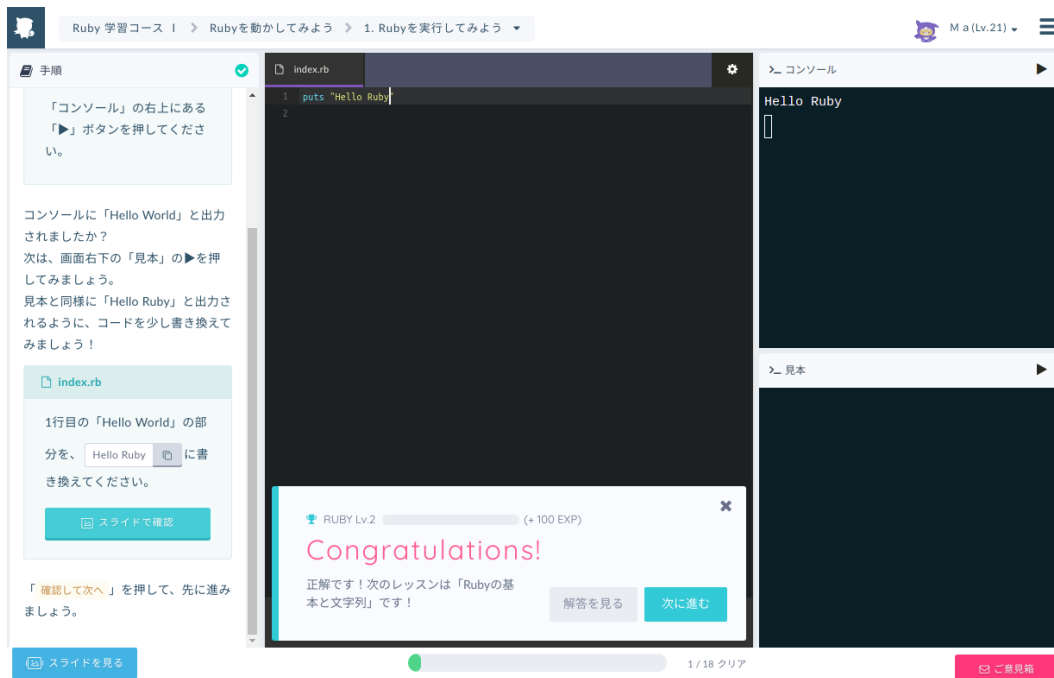 Ruby 学習コース Ⅰ > Rubyを動かしてみよう > 1. Rubyを実行してみよう
Ｍａ(Lv.21)
手順
「コンソール」の右上にある
「▶」ボタンを押してくださ
い。
コンソールに「Hello World」と出力
されましたか？
次は、画面右下の「見本」の▶を押
してみましょう。
見本と同様に「Hello Ruby」と出力さ
れるように、コードを少し書き換えて
みましょう！
index.rb
1行目の「Hello World」の部
分を、 Hello Ruby に書
き換えてください。
スライドで確認
「 確認して次へ 」を押して、先に進み
ましょう。
スライドを見る
index.rb
1 puts "Hello Ruby"
2
RUBY Lv.2 (+ 100 EXP)
Congratulations!
正解です！次のレッスンは「Rubyの基
本と文字列」です！
解答を見る
次に進む
1 / 18 クリア
>_ コンソール
Hello Ruby
>_ 見本
ご意見箱